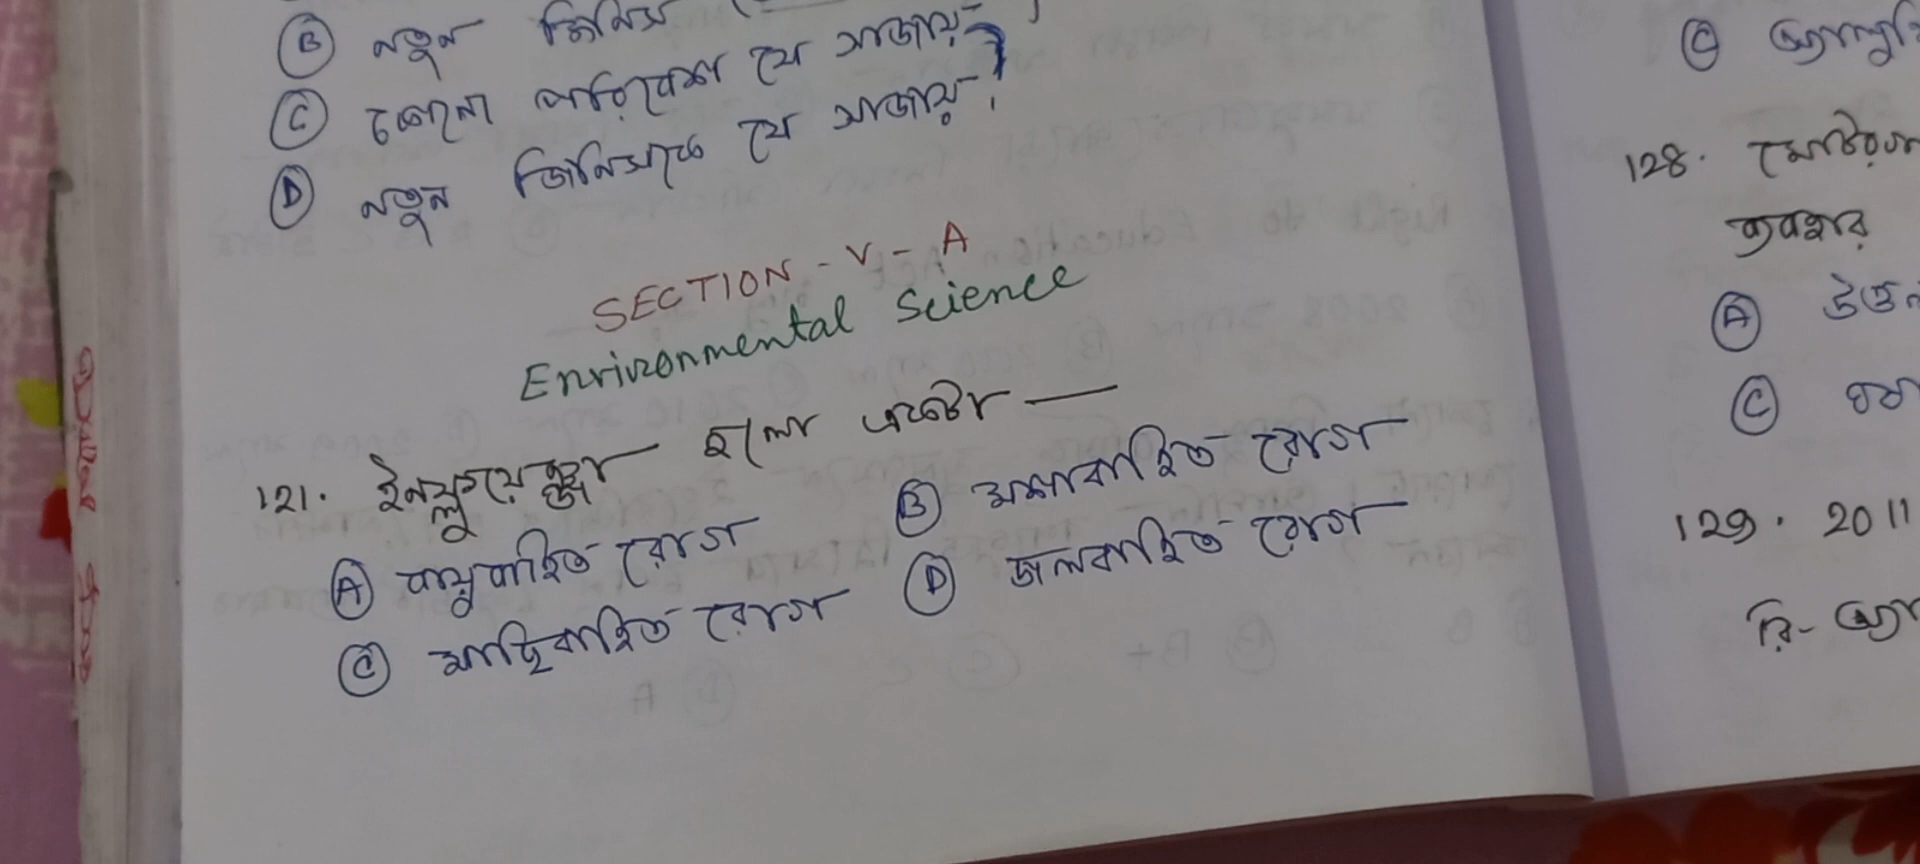 B নতুন জিনিস
C চেনা পরিবেশ যে সাজায়?
D নতুন জিনিসকে যে সাজায়?
SECTION - V - A
Environmental Science
121. ইনফ্লুয়েঞ্জা হলো একটা —
A বায়ুবাহিত রোগ B মশাবাহিত রোগ
C মাছিবাহিত রোগ D জলবাহিত রোগ
C
128.
ব্যবহার
A
C
129. 2011
রি-